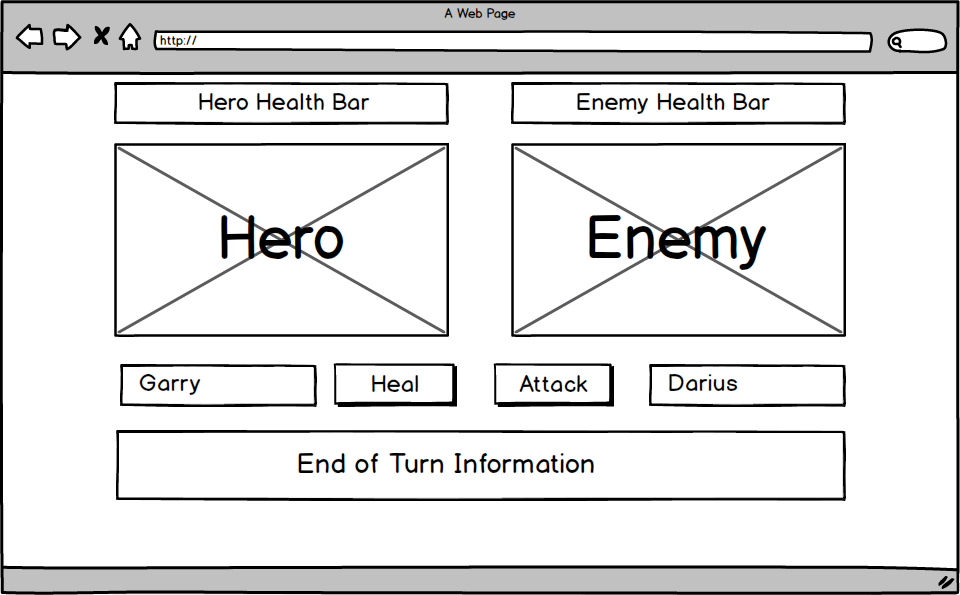 A Web Page
http://
Hero Health Bar
Enemy Health Bar
Hero
Enemy
Garry
Heal
Attack
Darius
End of Turn Information